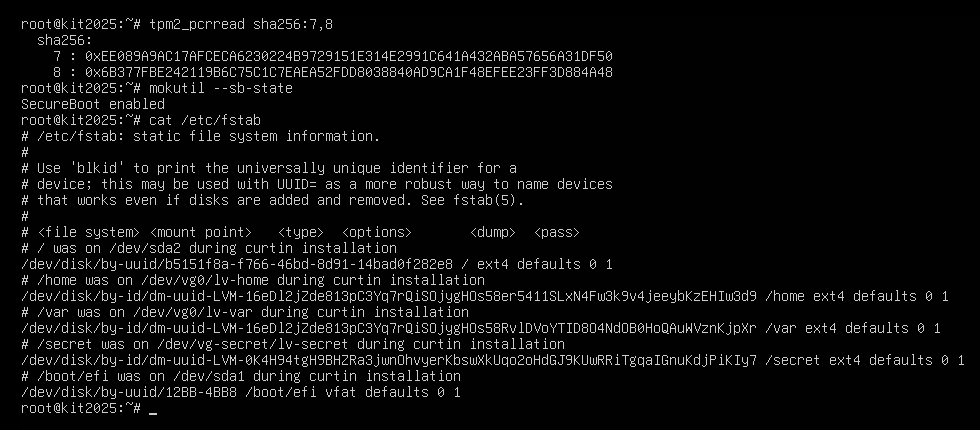 root@kit2025:~# tpm2_pcrread sha256:7,8
  sha256:
    7 : 0xEE089A9AC17AFCECA6230224B9729151E314E2991C641A432ABA57656A31DF50
    8 : 0x6B377FBE242119B6C75C1C7EAEA52FDD8038840AD9CA1F48EFEE23FF3D884A48
root@kit2025:~# mokutil --sb-state
SecureBoot enabled
root@kit2025:~# cat /etc/fstab
# /etc/fstab: static file system information.
#
# Use 'blkid' to print the universally unique identifier for a
# device; this may be used with UUID= as a more robust way to name devices
# that works even if disks are added and removed. See fstab(5).
#
# <file system> <mount point>   <type>  <options>       <dump>  <pass>
# / was on /dev/sda2 during curtin installation
/dev/disk/by-uuid/b5151f8a-f766-46bd-8d91-14bad0f282e8 / ext4 defaults 0 1
# /home was on /dev/vg0/lv-home during curtin installation
/dev/disk/by-id/dm-uuid-LVM-16eDl2jZde813pC3Yq7rQiSOjygHOs58er5411SLxN4Fw3k9v4jeeybKzEHIw3d9 /home ext4 defaults 0 1
# /var was on /dev/vg0/lv-var during curtin installation
/dev/disk/by-id/dm-uuid-LVM-16eDl2jZde813pC3Yq7rQiSOjygHOs58RvlDVoYTID8O4NdOB0HoQAuWVznKjpXr /var ext4 defaults 0 1
# /secret was on /dev/vg-secret/lv-secret during curtin installation
/dev/disk/by-id/dm-uuid-LVM-0K4H94tgH9BHZRa3jwnOhvyerKbswXkUqo2oHdGJ9KUwRRiTgqaIGnuKdjPiKIy7 /secret ext4 defaults 0 1
# /boot/efi was on /dev/sda1 during curtin installation
/dev/disk/by-uuid/12BB-4BB8 /boot/efi vfat defaults 0 1
root@kit2025:~# _